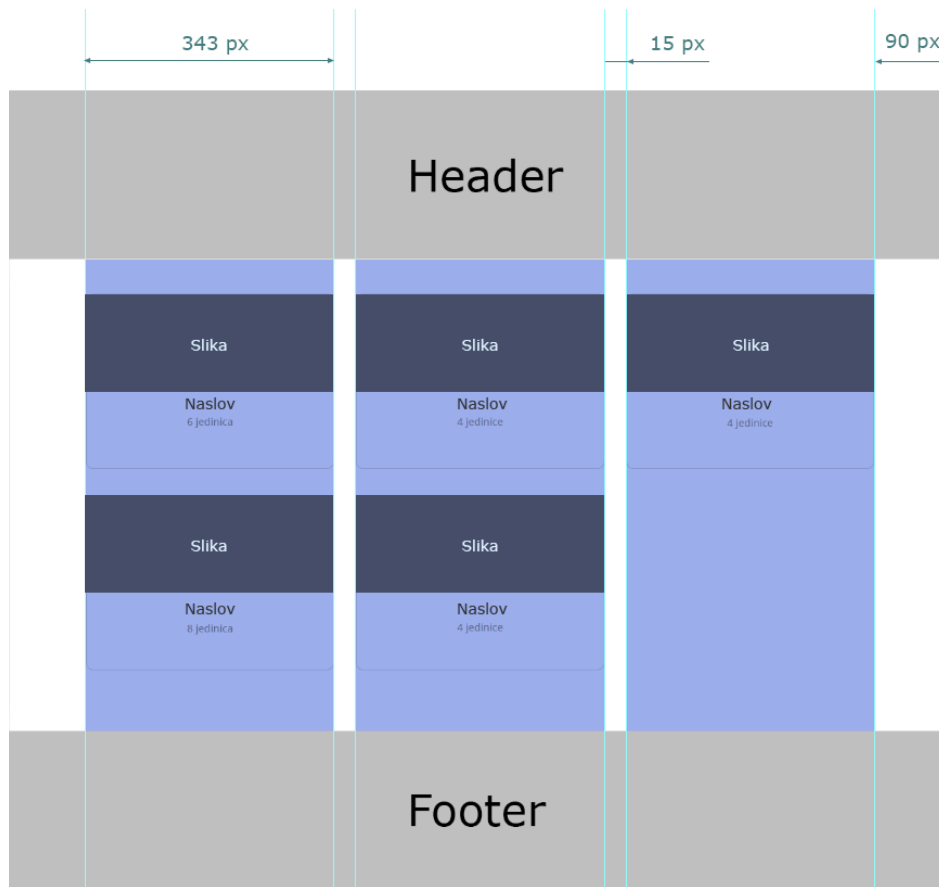 343 px
15 px
90 px
Header
Slika
Slika
Slika
Naslov
Naslov
Naslov
6 jedinica
4 jedinice
4 jedinice
Slika
Slika
Naslov
Naslov
8 jedinica
4 jedinice
Footer